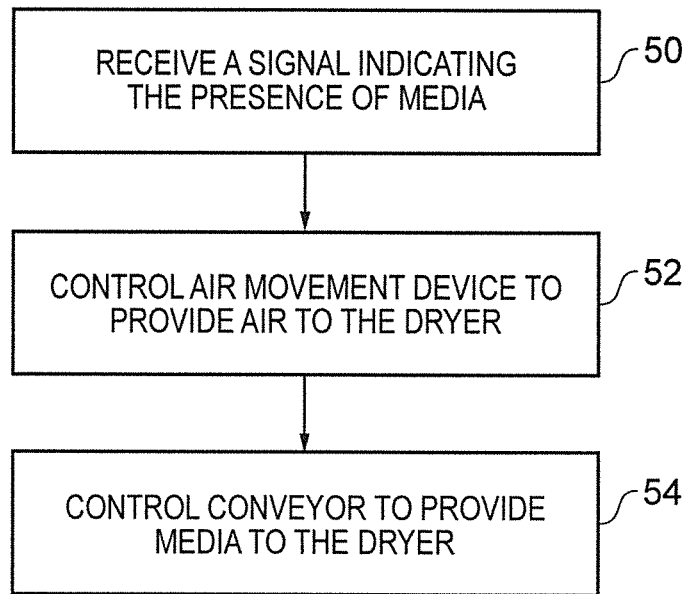 RECEIVE A SIGNAL INDICATING
THE PRESENCE OF MEDIA
50
CONTROL AIR MOVEMENT DEVICE TO
PROVIDE AIR TO THE DRYER
52
CONTROL CONVEYOR TO PROVIDE
MEDIA TO THE DRYER
54